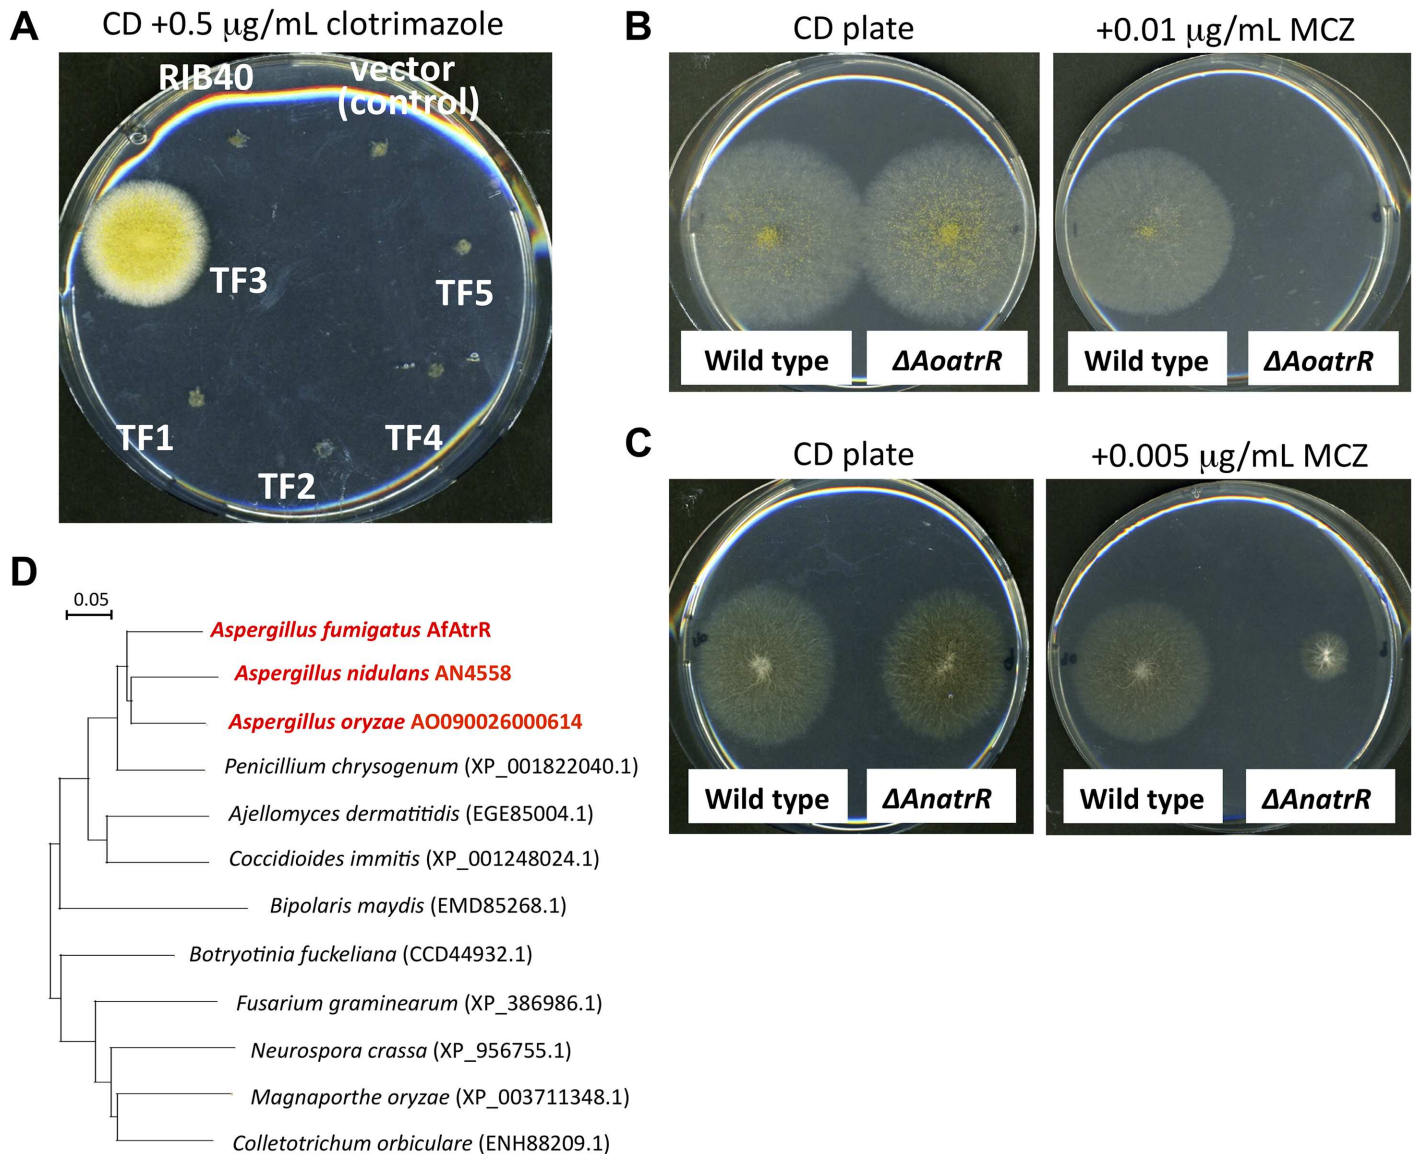 A
CD +0.5 μg/mL clotrimazole
RIB40
vector
(control)
TF3
TF5
TF1
TF4
TF2
B
CD plate
+0.01 μg/mL MCZ
Wild type
ΔAoatrR
Wild type
ΔAoatrR
C
CD plate
+0.005 μg/mL MCZ
Wild type
ΔAnatrR
Wild type
ΔAnatrR
D
0.05
Aspergillus fumigatus AfAtrR
Aspergillus nidulans AN4558
Aspergillus oryzae AO090026000614
Penicillium chrysogenum (XP_001822040.1)
Ajellomyces dermatitidis (EGE85004.1)
Coccidioides immitis (XP_001248024.1)
Bipolaris maydis (EMD85268.1)
Botryotinia fuckeliana (CCD44932.1)
Fusarium graminearum (XP_386986.1)
Neurospora crassa (XP_956755.1)
Magnaporthe oryzae (XP_003711348.1)
Colletotrichum orbiculare (ENH88209.1)